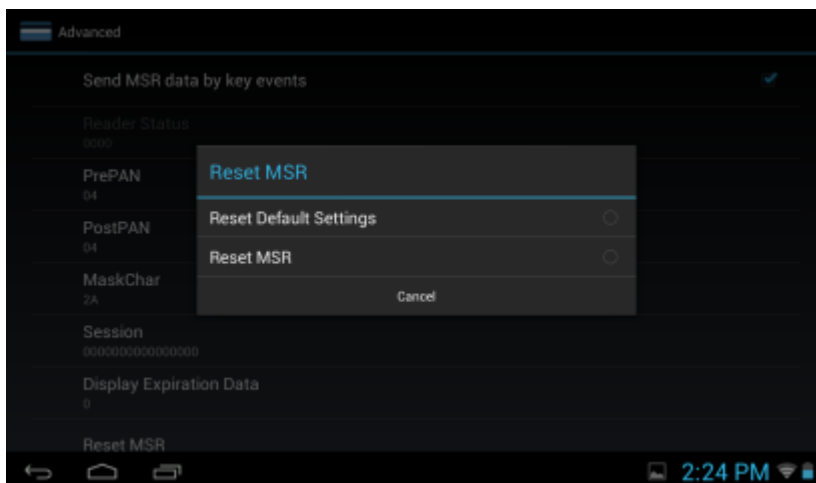 Advanced
Send MSR data by key events
Reader Status
0000
PrePAN
04
PostPAN
04
MaskChar
2A
Session
0000000000000000
Display Expiration Data
0
Reset MSR
Reset MSR
Reset Default Settings
Reset MSR
Cancel
2:24 PM